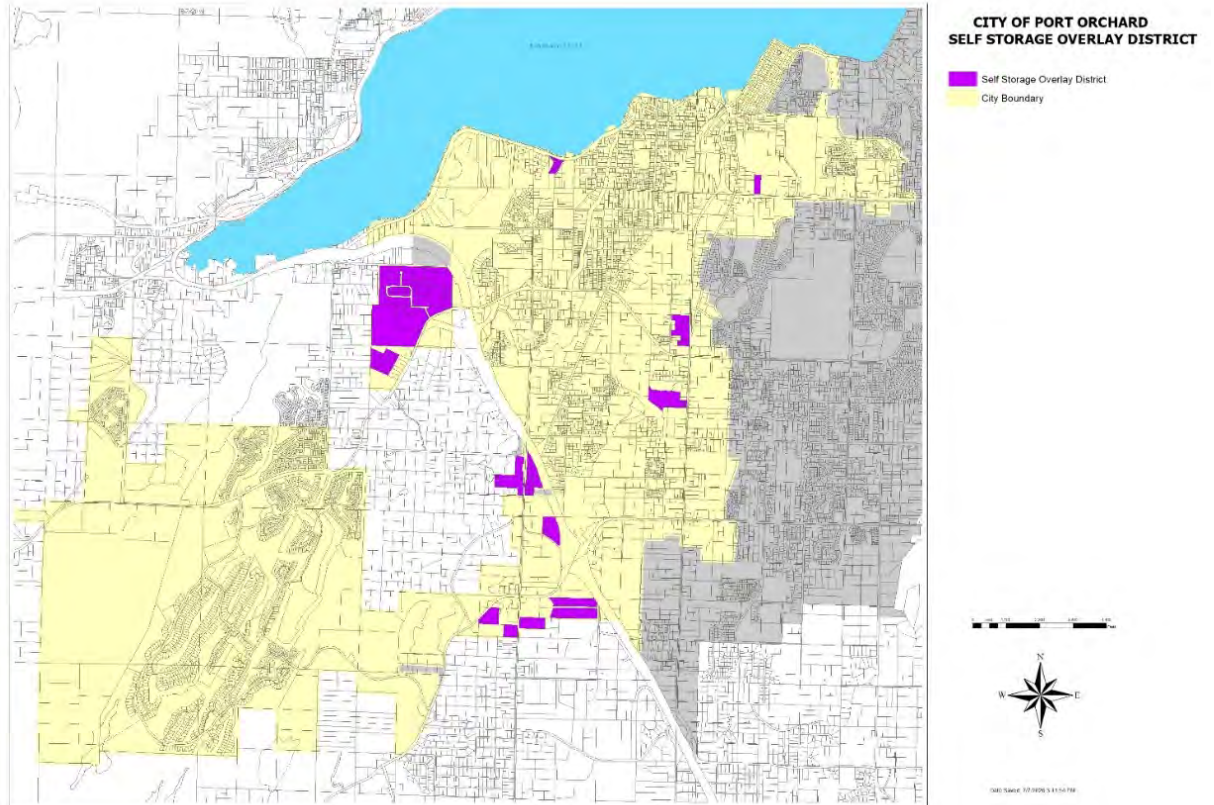 CITY OF PORT ORCHARD
SELF STORAGE OVERLAY DISTRICT
Self Storage Overlay District
City Boundary
N
W E
S